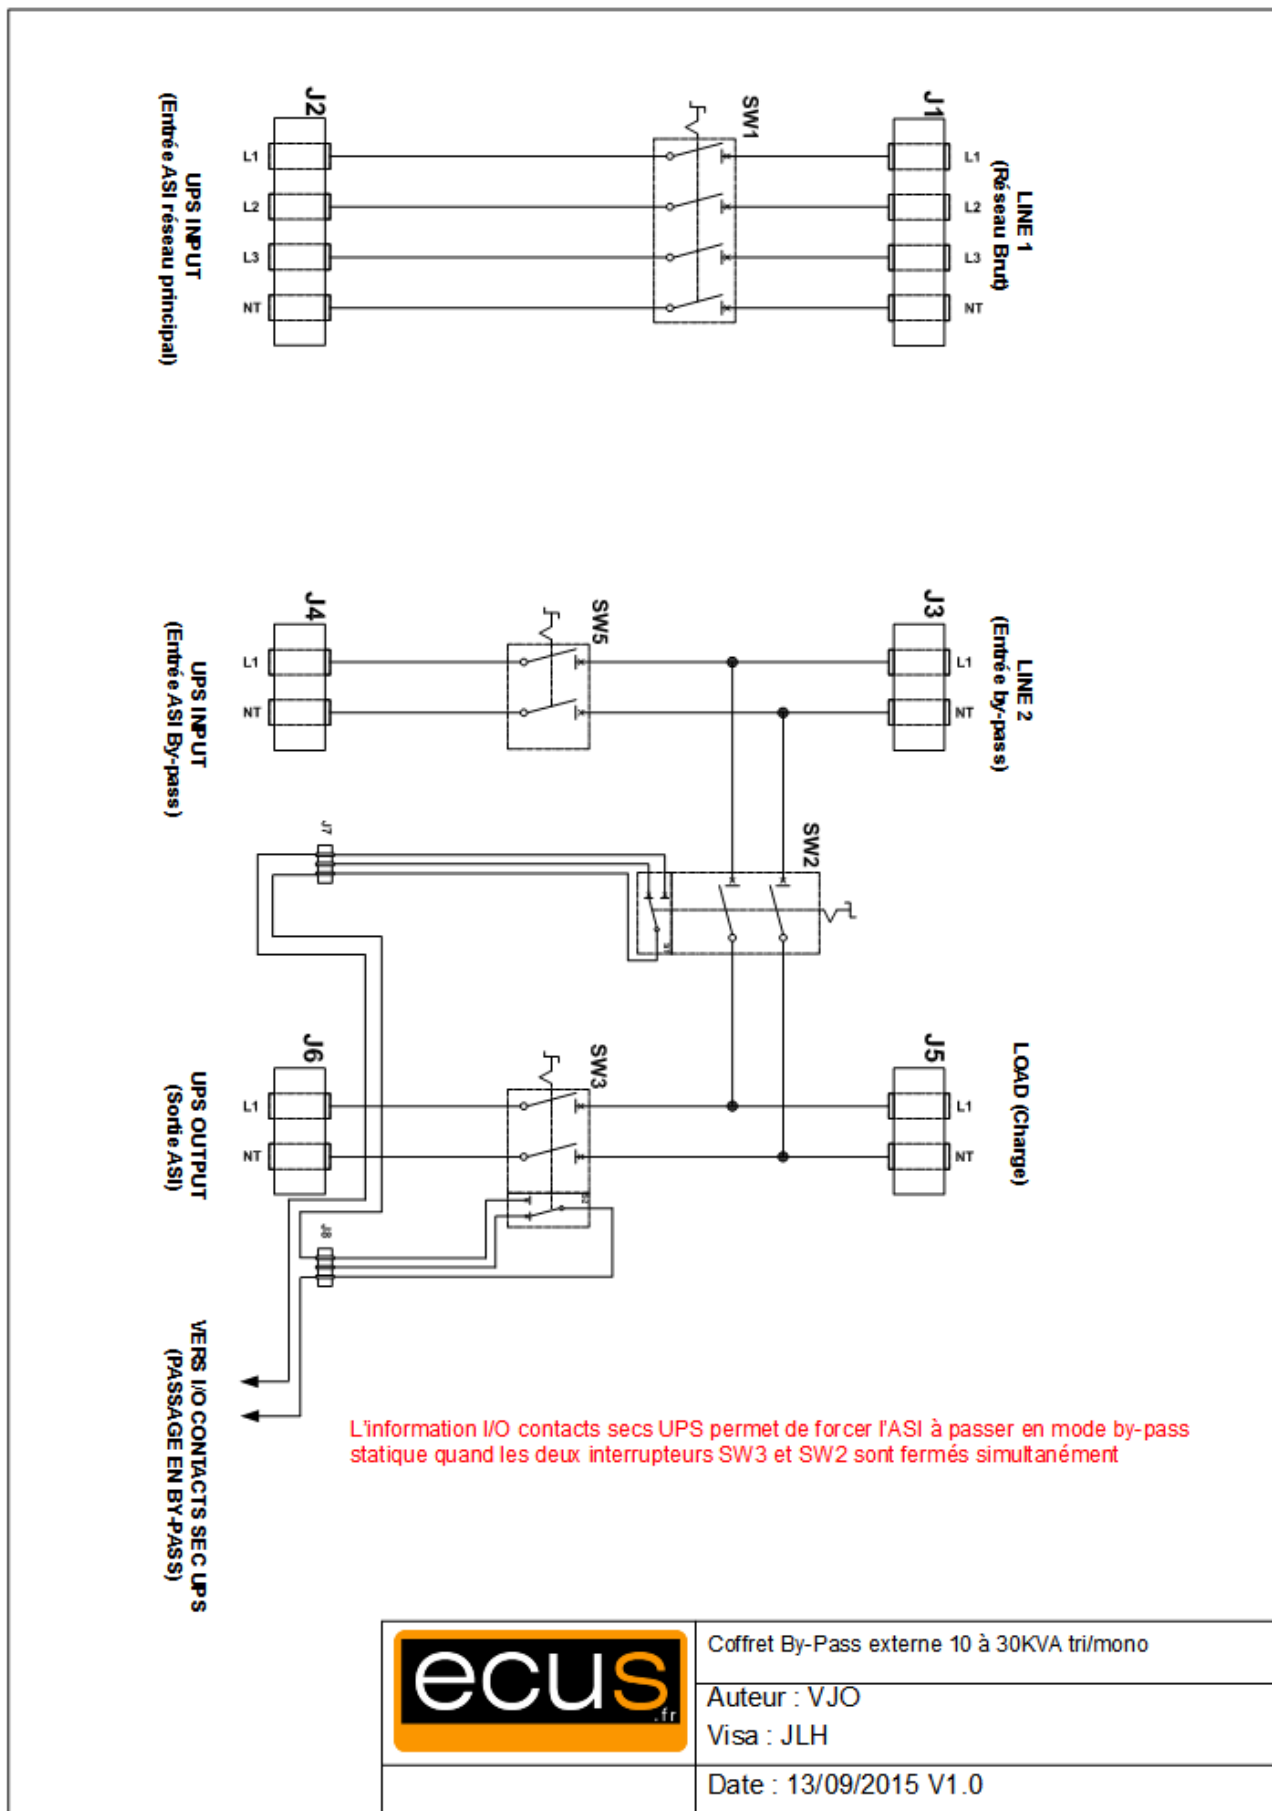 J2
SW1
J1
UPS INPUT
(Entrée ASI réseau principal)
L1
L2
L3
NT
L1
L2
L3
NT
LINE 1
(Réseau Brut)
J4
SW5
J3
UPS INPUT
(Entrée ASI By-pass)
L1
NT
L1
NT
LINE 2
(Entrée by-pass)
J7
SW2
S1
J6
SW3
J5
UPS OUTPUT
(Sortie ASI)
L1
NT
L1
NT
LOAD (Charge)
S2
J8
VERS I/O CONTACTS SEC UPS
(PASSAGE EN BY-PASS)
L'information I/O contacts secs UPS permet de forcer l'ASI à passer en mode by-pass
statique quand les deux interrupteurs SW3 et SW2 sont fermés simultanément
ecus
.fr
Coffret By-Pass externe 10 à 30KVA tri/mono
Auteur : VJO
Visa : JLH
Date : 13/09/2015 V1.0